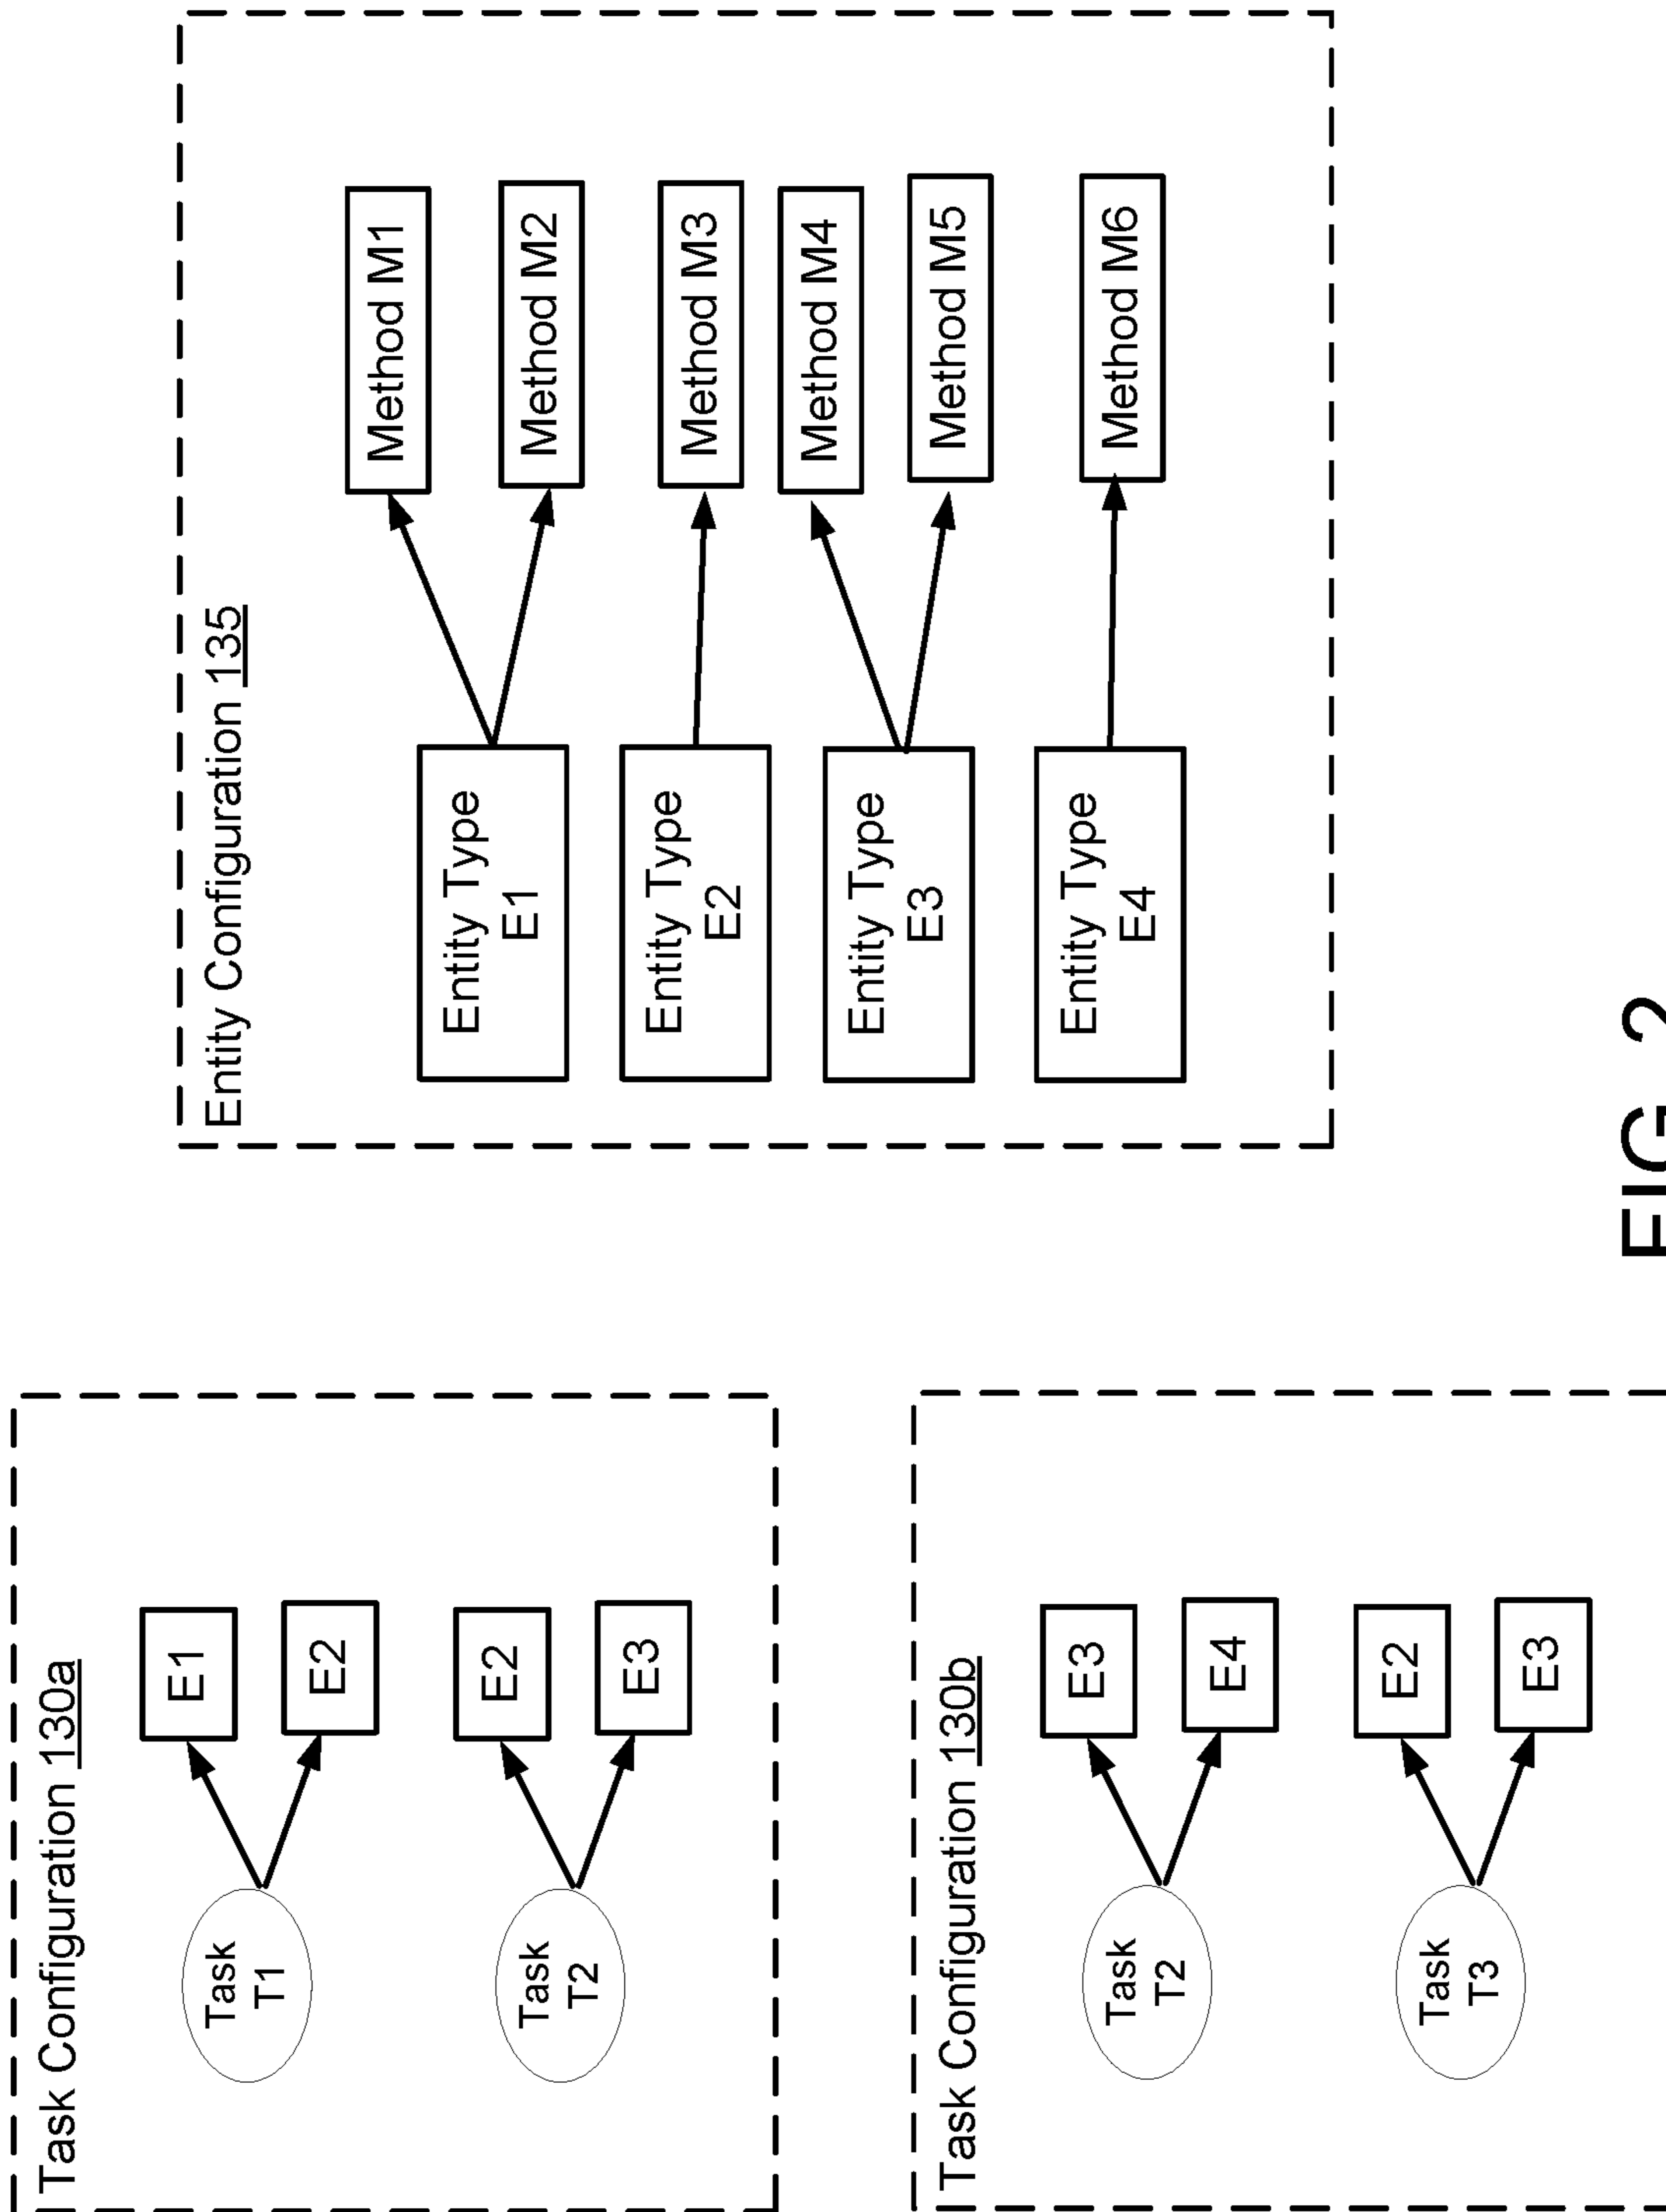 Task Configuration 130a
Task
T1
E1
E2
Task
T2
E2
E3
Task Configuration 130b
Task
T2
E3
E4
Task
T3
E2
E3
Entity Configuration 135
Entity Type
E1
Method M1
Method M2
Entity Type
E2
Method M3
Entity Type
E3
Method M4
Method M5
Entity Type
E4
Method M6
FIG 2